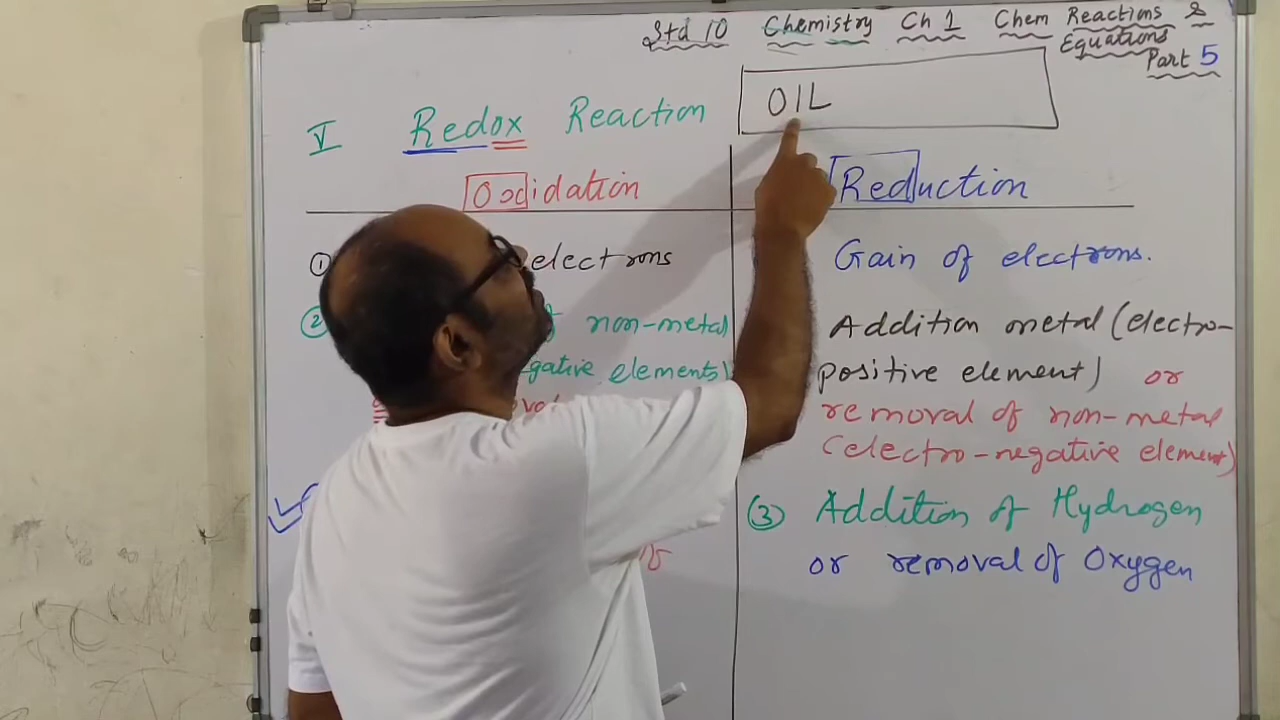 Std 10 Chemistry Ch 1 Chem Reactions &
Equations
Part 5
OIL
V Redox Reaction
Oxidation
Reduction
① electrons
Gain of electrons.
② non-metal
Addition metal (electro-
gative elements)
positive element) or
removal of non-metal
(electro-negative element)
③ Addition of Hydrogen
or removal of Oxygen